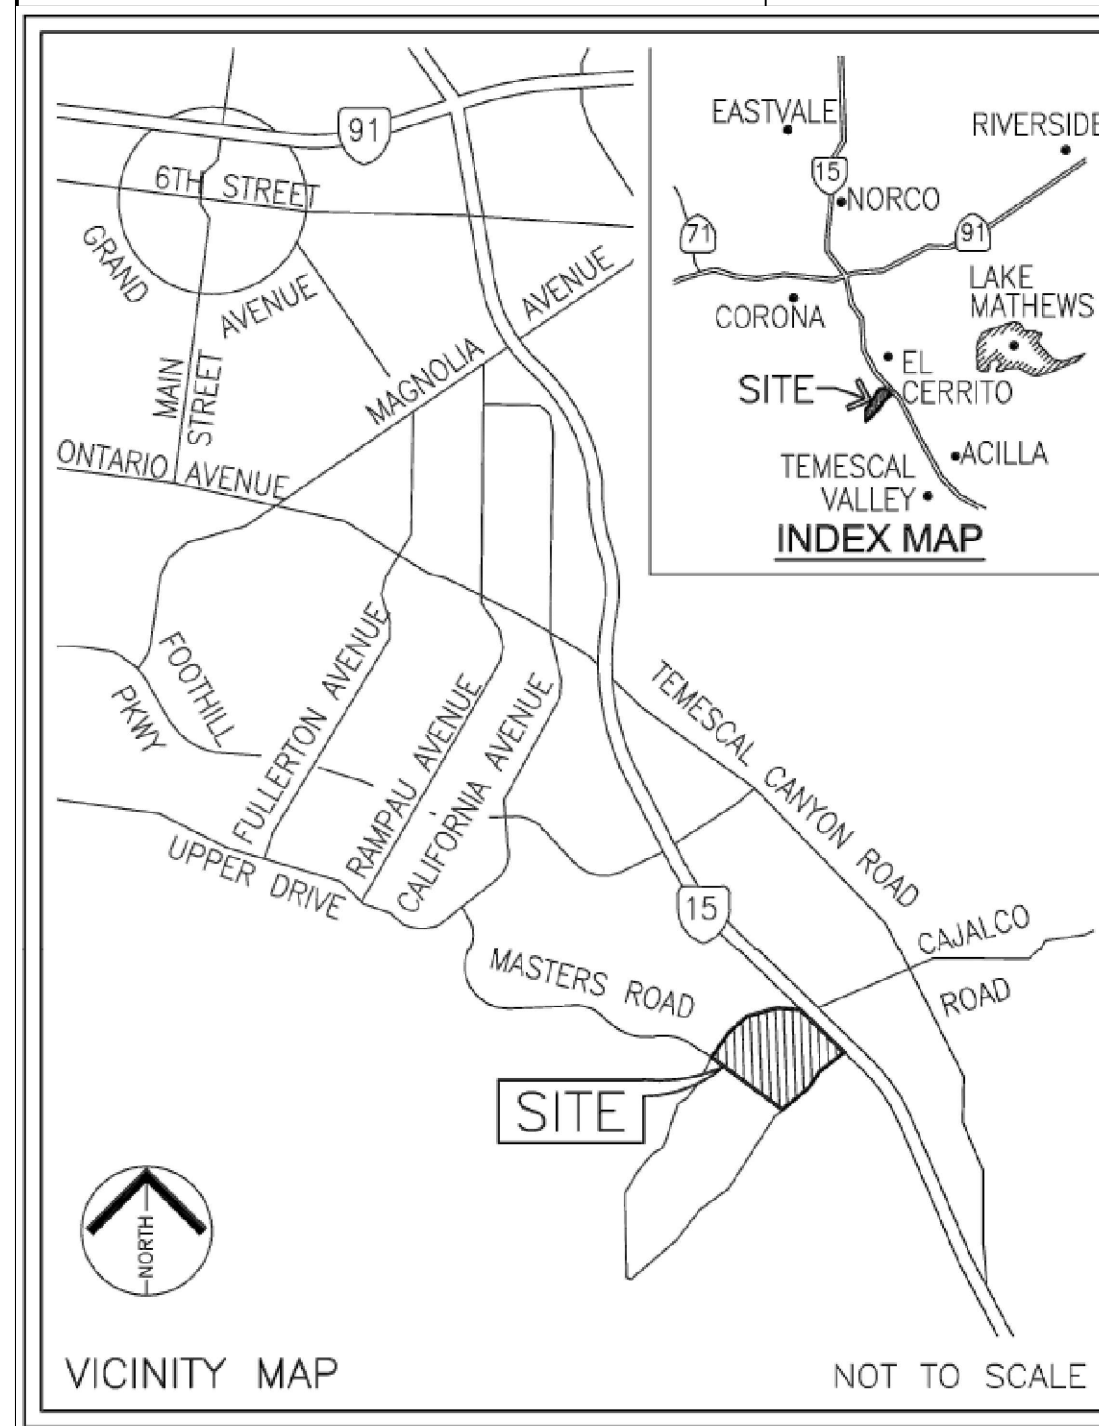 91
6TH STREET
GRAND
AVENUE
MAIN
STREET
MAGNOLIA
AVENUE
ONTARIO AVENUE
FOOTHILL
PKWY
FULLERTON AVENUE
RAMPAU AVENUE
CALIFORNIA AVENUE
UPPER DRIVE
TEMESCAL CANYON ROAD
15
CAJALCO
ROAD
MASTERS ROAD
SITE
NORTH
VICINITY MAP
NOT TO SCALE
EASTVALE
RIVERSIDE
15
NORCO
71
91
LAKE
MATHEWS
CORONA
EL
CERRITO
SITE
ACILLA
TEMESCAL
VALLEY
INDEX MAP